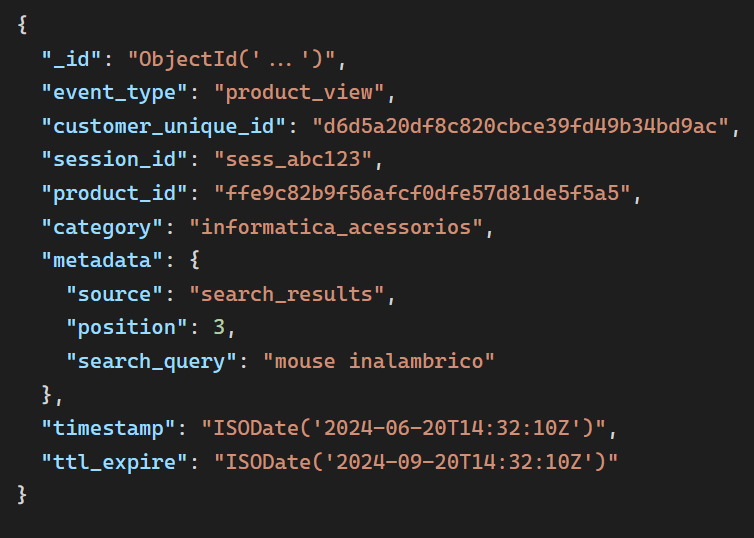 {
  "_id": "ObjectId('...')",
  "event_type": "product_view",
  "customer_unique_id": "d6d5a20df8c820cbce39fd49b34bd9ac",
  "session_id": "sess_abc123",
  "product_id": "ffe9c82b9f56afcf0dfe57d81de5f5a5",
  "category": "informatica_acessorios",
  "metadata": {
    "source": "search_results",
    "position": 3,
    "search_query": "mouse inalambrico"
  },
  "timestamp": "ISODate('2024-06-20T14:32:10Z')",
  "ttl_expire": "ISODate('2024-09-20T14:32:10Z')"
}